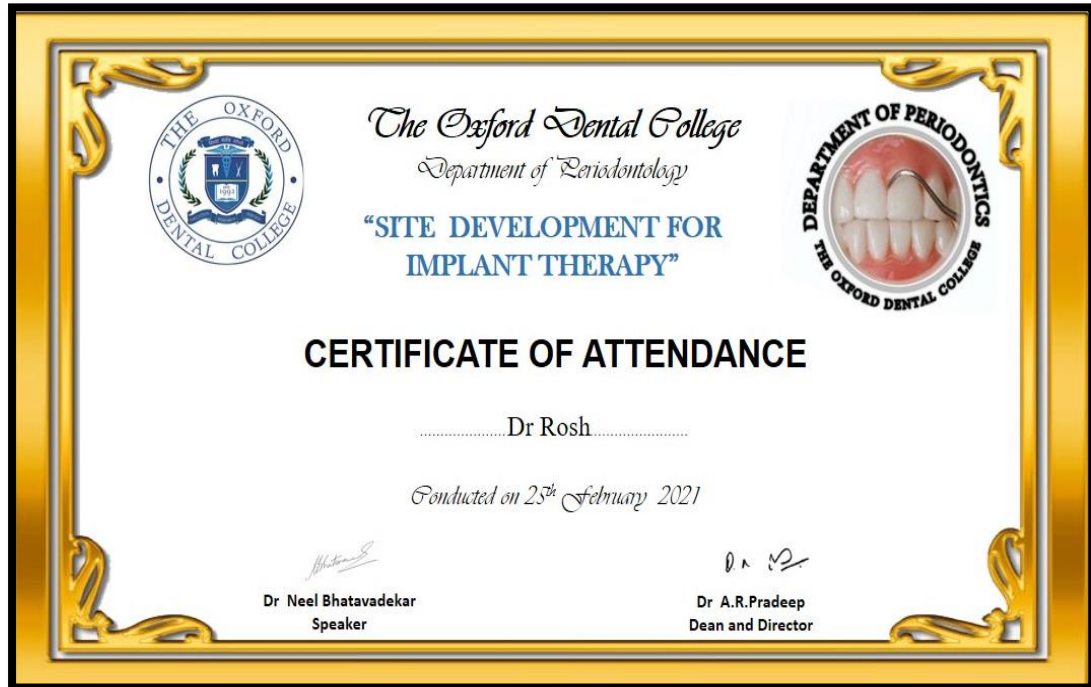 THE OXFORD DENTAL COLLEGE
1992
The Oxford Dental College
Department of Periodontology
DEPARTMENT OF PERIODONTICS
THE OXFORD DENTAL COLLEGE
“SITE DEVELOPMENT FOR
IMPLANT THERAPY”
CERTIFICATE OF ATTENDANCE
......................Dr Rosh........................
Conducted on 25th February 2021
Dr Neel Bhatavadekar
Speaker
Dr A.R.Pradeep
Dean and Director